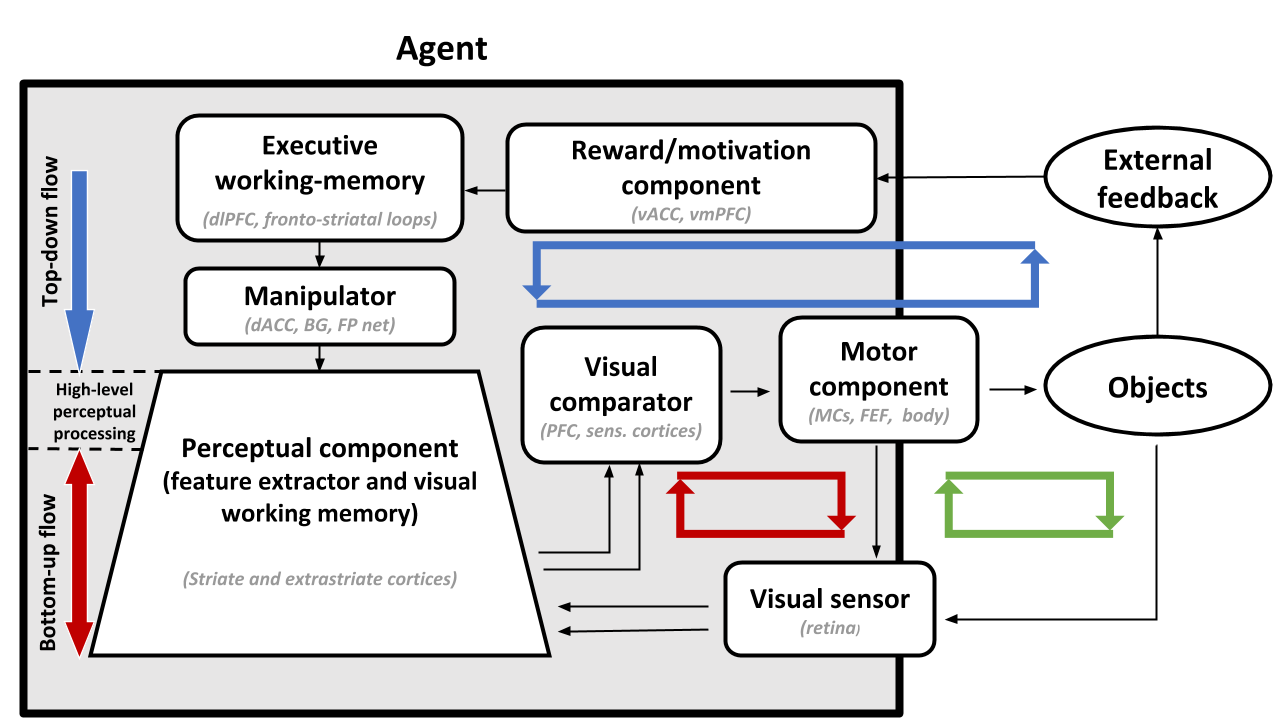 Agent
Executive
working-memory
(dlPFC, fronto-striatal loops)
Reward/motivation
component
(vACC, vmPFC)
External
feedback
Top-down flow
Manipulator
(dACC, BG, FP net)
High-level
perceptual
processing
Visual
comparator
(PFC, sens. cortices)
Motor
component
(MCs, FEF, body)
Objects
Perceptual component
(feature extractor and visual
working memory)
(Striate and extrastriate cortices)
Bottom-up flow
Visual sensor
(retina)